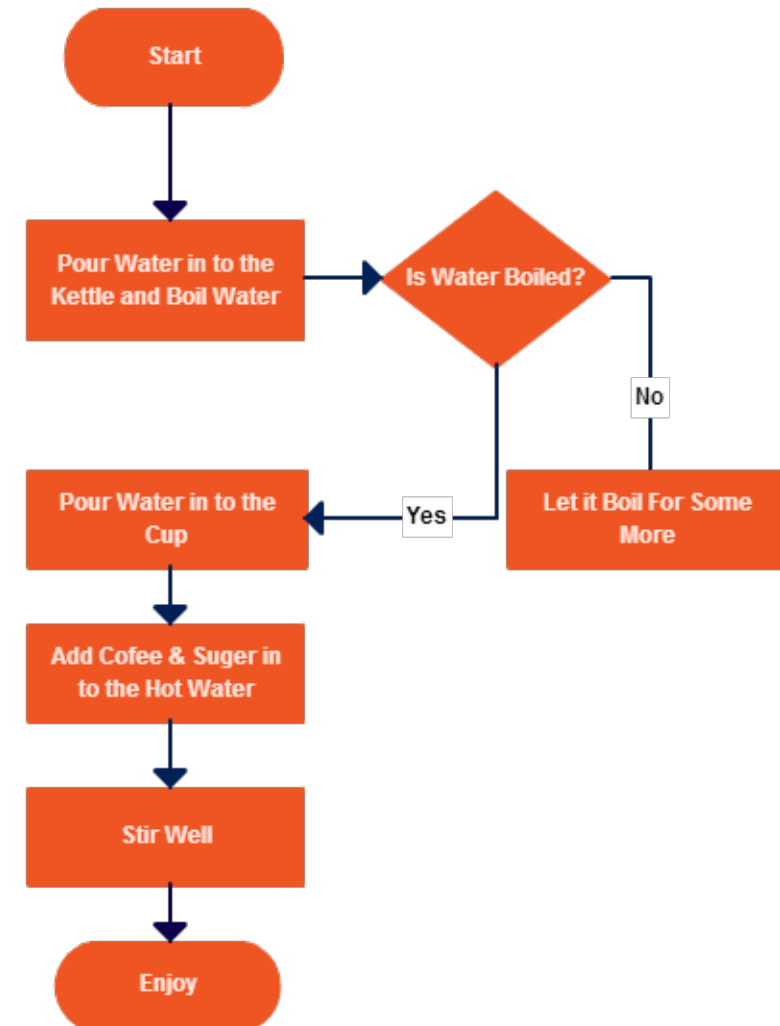 Start
Pour Water in to the
Kettle and Boil Water
Is Water Boiled?
No
Pour Water in to the
Cup
Yes
Let it Boil For Some
More
Add Cofee & Suger in
to the Hot Water
Stir Well
Enjoy